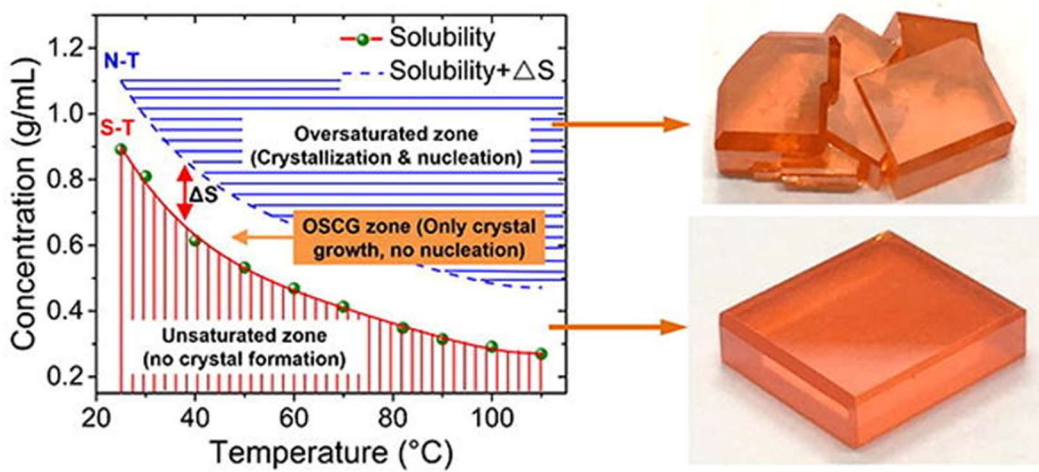 Concentration (g/mL)
1.2
1.0
0.8
0.6
0.4
0.2
N-T
S-T
Solubility
Solubility+△S
Oversaturated zone
(Crystallization & nucleation)
ΔS
OSCG zone (Only crystal
growth, no nucleation)
Unsaturated zone
(no crystal formation)
20 40 60 80 100
Temperature (°C)